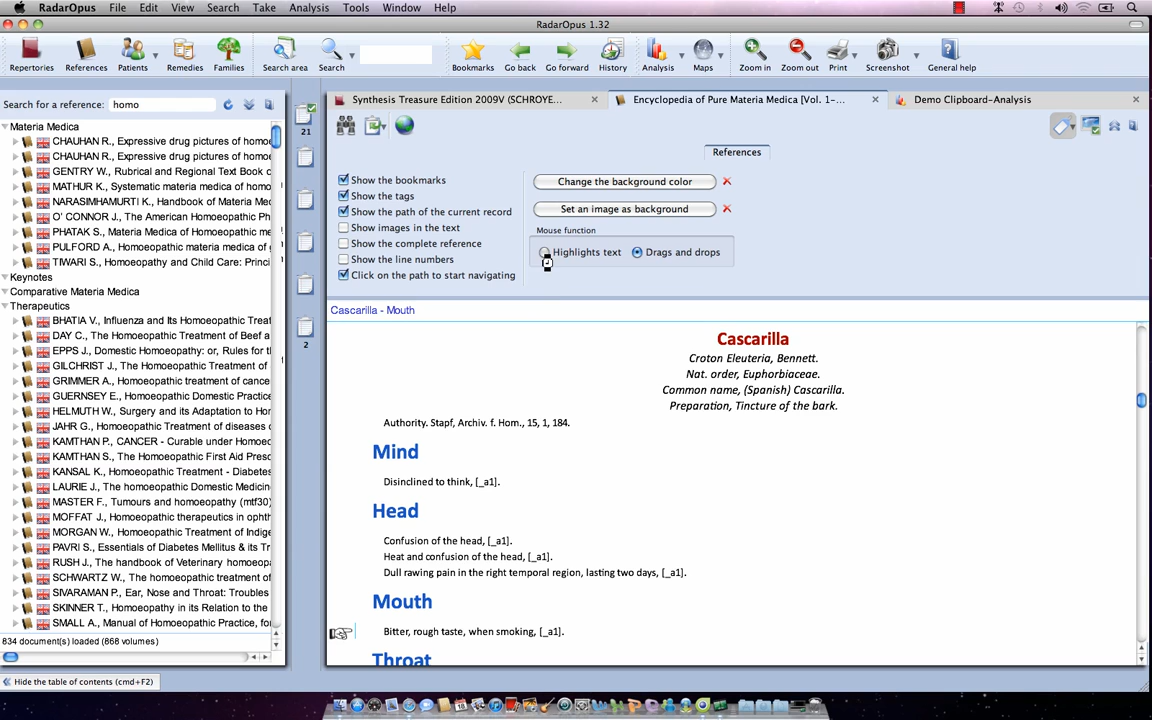 RadarOpus File Edit View Search Take Analysis Tools Window Help
RadarOpus 1.32
Repertories References Patients Remedies Families Search area Search Bookmarks Go back Go forward History Analysis Maps Zoom in Zoom out Print Screenshot General help
Search for a reference: homo
Materia Medica
CHAUHAN R., Expressive drug pictures of homo
CHAUHAN R., Expressive drug pictures of homo
GENTRY W., Rubrical and Regional Text Book o
MATHUR K., Systematic materia medica of homo
NARASIMHAMURTI K., Handbook of Materia Med
O' CONNOR J., The American Homoeopathic Ph
PHATAK S., Materia Medica of Homoeopathic M
PULFORD A., Homoeopathic materia medica of
TIWARI S., Homeopathy and Child Care: Princi
Keynotes
Comparative Materia Medica
Therapeutics
BHATIA V., Influenza and Its Homoeopathic Treat
DAY C., The Homoeopathic Treatment of Beef a
EPPS J., Domestic Homoeopathy: or, Rules for t
GILCHRIST J., The Homoeopathic Treatment of
GRIMMER A., Homoeopathic treatment of cance
GUERNSEY E., Homoeopathic Domestic Practice
HELMUTH W., Surgery and its Adaptation to Hom
JAHR G., Homoeopathic Treatment of diseases o
KAMTHAN P., CANCER - Curable under Homoeo
KAMTHAN S., The Homoeopathic First Aid Presc
KANSAL K., Homoeopathic Treatment - Diabetes
LAURIE J., The homoeopathic Domestic Medicin
MASTER F., Tumours and homoeopathy (mtf30)
MOFFAT J., Homoeopathic therapeutics in ophth
MORGAN W., Homoeopathic Treatment of Indige
PAVRI S., Essentials of Diabetes Mellitus & its Tr
RUSH J., The handbook of Veterinary homoeopa
SCHWARTZ W., The homoeopathic treatment of
SIVARAMAN P., Ear, Nose and Throat: Troubles
SKINNER T., Homoeopathy in its Relation to the
SMALL A., Manual of Homoeopathic Practice, fo
834 document(s) loaded (868 volumes)
Hide the table of contents (cmd+F2)
21
2
Synthesis Treasure Edition 2009V (SCHROYE... Encyclopedia of Pure Materia Medica [Vol. 1-... Demo Clipboard-Analysis
References
Show the bookmarks
Show the tags
Show the path of the current record
Show images in the text
Show the complete reference
Show the line numbers
Click on the path to start navigating
Change the background color
Set an image as background
Mouse function
Highlights text Drags and drops
Cascarilla - Mouth
Cascarilla
Croton Eleuteria, Bennett.
Nat. order, Euphorbiaceae.
Common name, (Spanish) Cascarilla.
Preparation, Tincture of the bark.
Authority. Stapf, Archiv. f. Hom., 15, 1, 184.
Mind
Disinclined to think, [_a1].
Head
Confusion of the head, [_a1].
Heat and confusion of the head, [_a1].
Dull rawing pain in the right temporal region, lasting two days, [_a1].
Mouth
Bitter, rough taste, when smoking, [_a1].
Throat